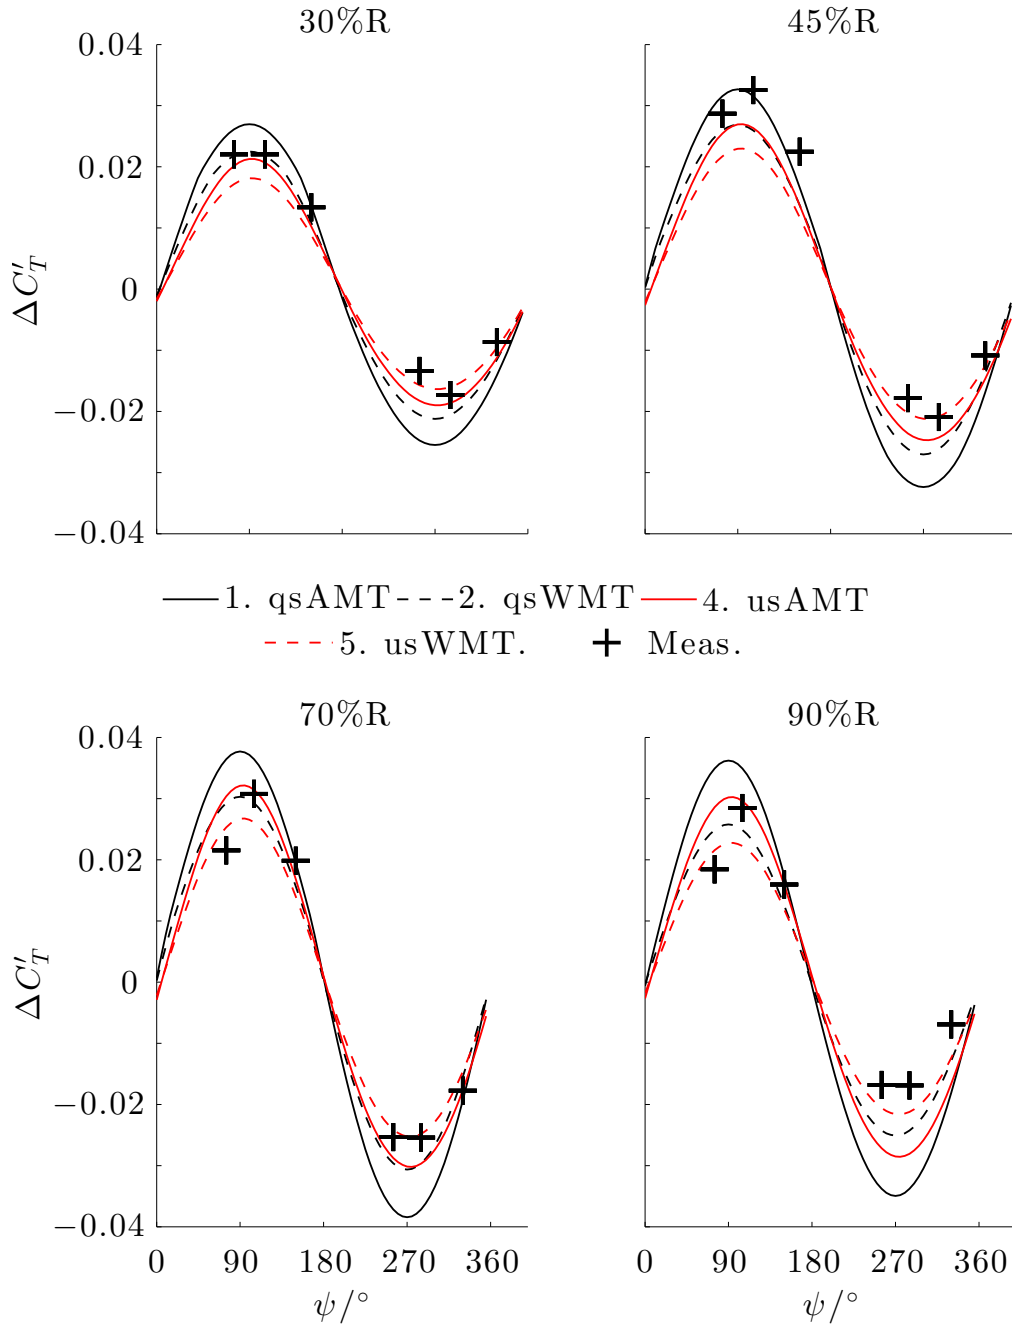 30%R 45%R
0.04
0.02
0
−0.02
−0.04
ΔC′T
1. qsAMT 2. qsWMT 4. usAMT
5. usWMT. Meas.
70%R 90%R
0.04
0.02
0
−0.02
−0.04
ΔC′T
0 90 180 270 360 0 90 180 270 360
ψ/° ψ/°